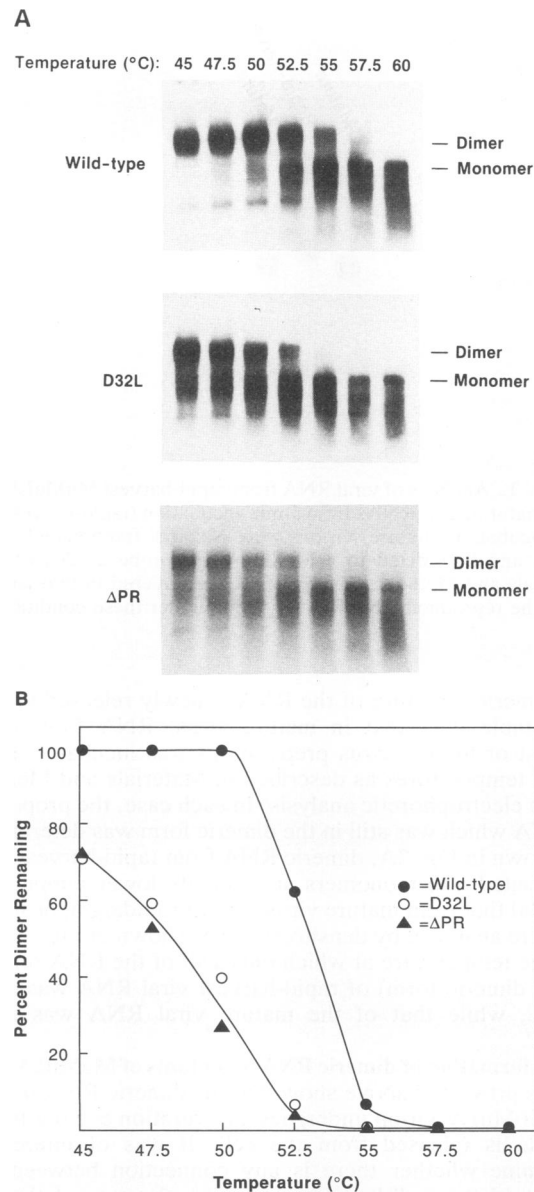 A
Temperature (°C): 45 47.5 50 52.5 55 57.5 60
Wild-type
— Dimer
— Monomer
D32L
— Dimer
— Monomer
ΔPR
— Dimer
— Monomer
B
Percent Dimer Remaining
100
80
60
40
20
●=Wild-type
○=D32L
▲=ΔPR
45 47.5 50 52.5 55 57.5 60
Temperature (°C)